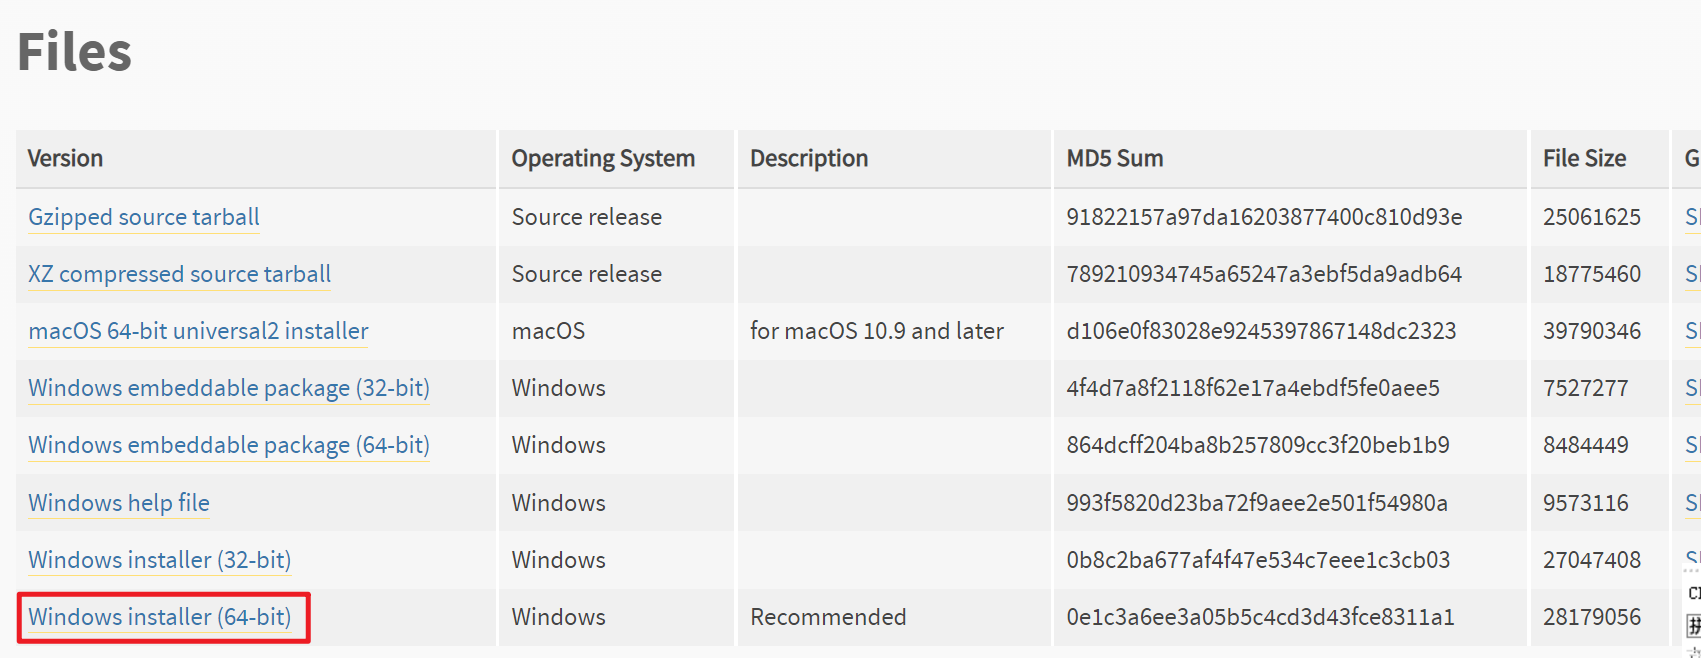 Files
Version Operating System Description MD5 Sum File Size G
Gzipped source tarball Source release 91822157a97da16203877400c810d93e 25061625
XZ compressed source tarball Source release 789210934745a65247a3ebf5da9adb64 18775460
macOS 64-bit universal2 installer macOS for macOS 10.9 and later d106e0f83028e9245397867148dc2323 39790346
Windows embeddable package (32-bit) Windows 4f4d7a8f2118f62e17a4ebdf5fe0aee5 7527277
Windows embeddable package (64-bit) Windows 864dcff204ba8b257809cc3f20beb1b9 8484449
Windows help file Windows 993f5820d23ba72f9aee2e501f54980a 9573116
Windows installer (32-bit) Windows 0b8c2ba677af4f47e534c7eee1c3cb03 27047408
Windows installer (64-bit) Windows Recommended 0e1c3a6ee3a05b5c4cd3d43fce8311a1 28179056